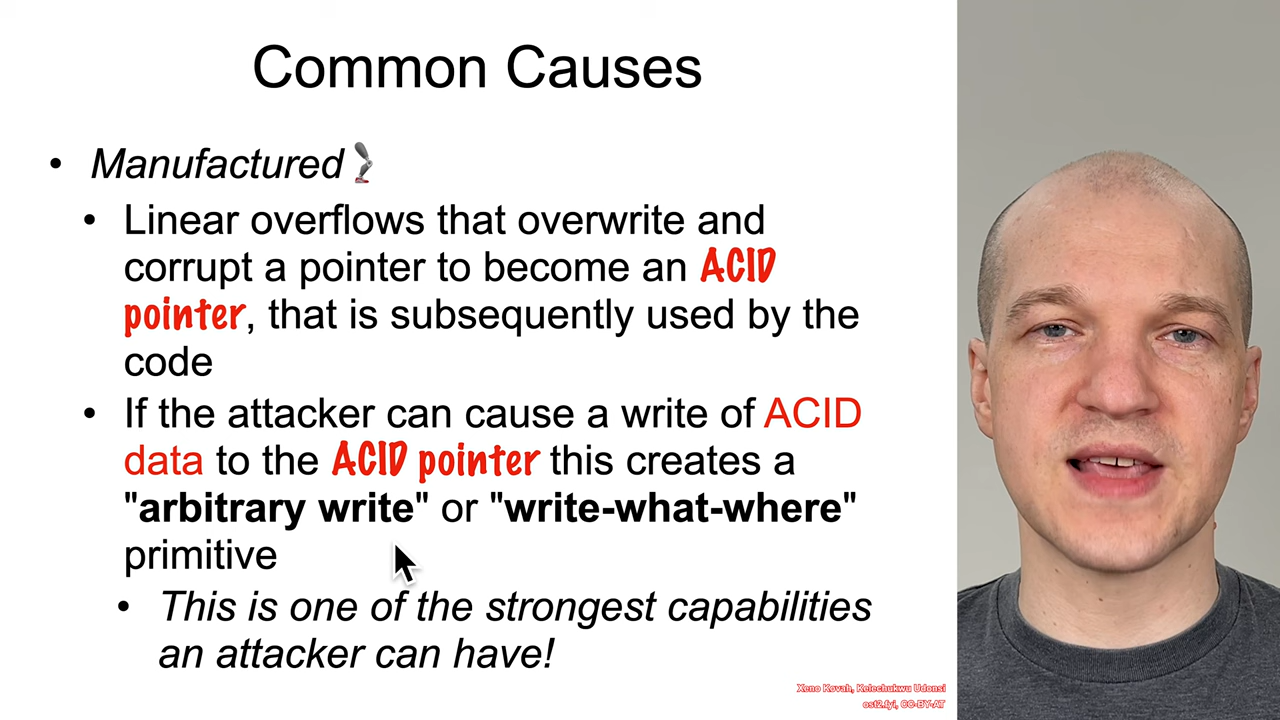 Common Causes
• Manufactured
• Linear overflows that overwrite and
corrupt a pointer to become an ACID
pointer, that is subsequently used by the
code
• If the attacker can cause a write of ACID
data to the ACID pointer this creates a
"arbitrary write" or "write-what-where"
primitive
• This is one of the strongest capabilities
an attacker can have!
Xeno Kovah, Kelechukwu Udonsi
ost2.fyi, CC-BY-AT